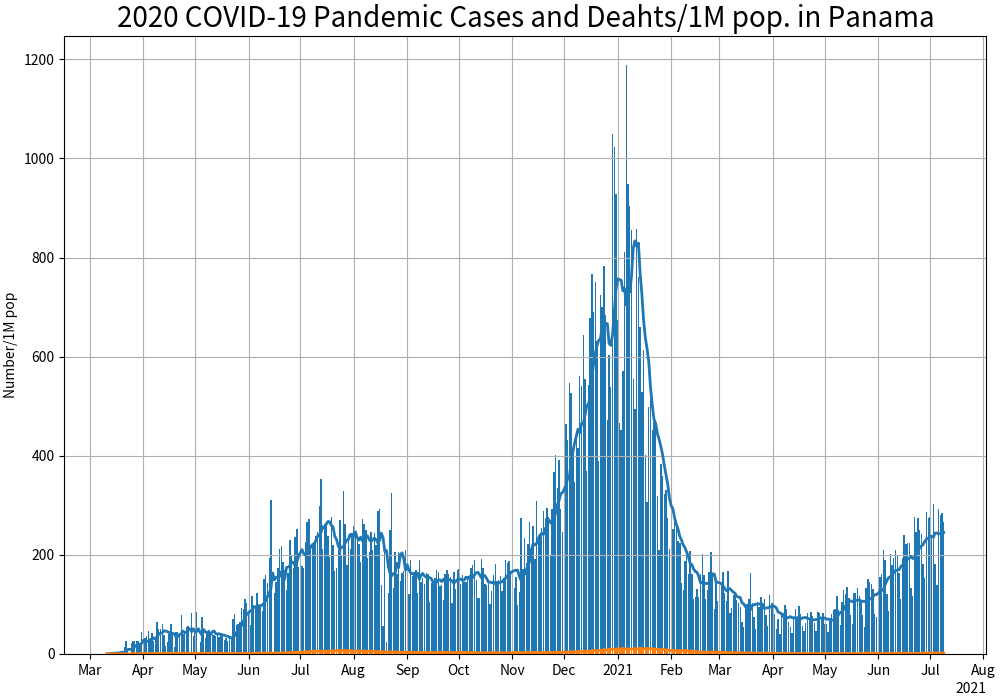 2020 COVID-19 Pandemic Cases and Deahts/1M pop. in Panama
Number/1M pop
1200
1000
800
600
400
200
0
Mar Apr May Jun Jul Aug Sep Oct Nov Dec 2021 Feb Mar Apr May Jun Jul Aug
2021